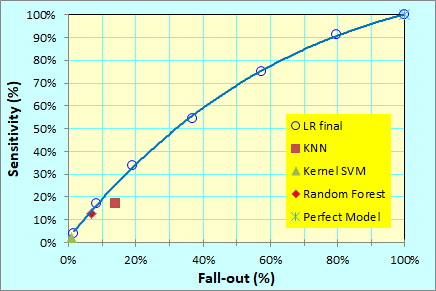 100%
90%
80%
70%
60%
50%
40%
30%
20%
10%
0%
Sensitivity (%)
LR final
KNN
Kernel SVM
Random Forest
Perfect Model
0% 20% 40% 60% 80% 100%
Fall-out (%)